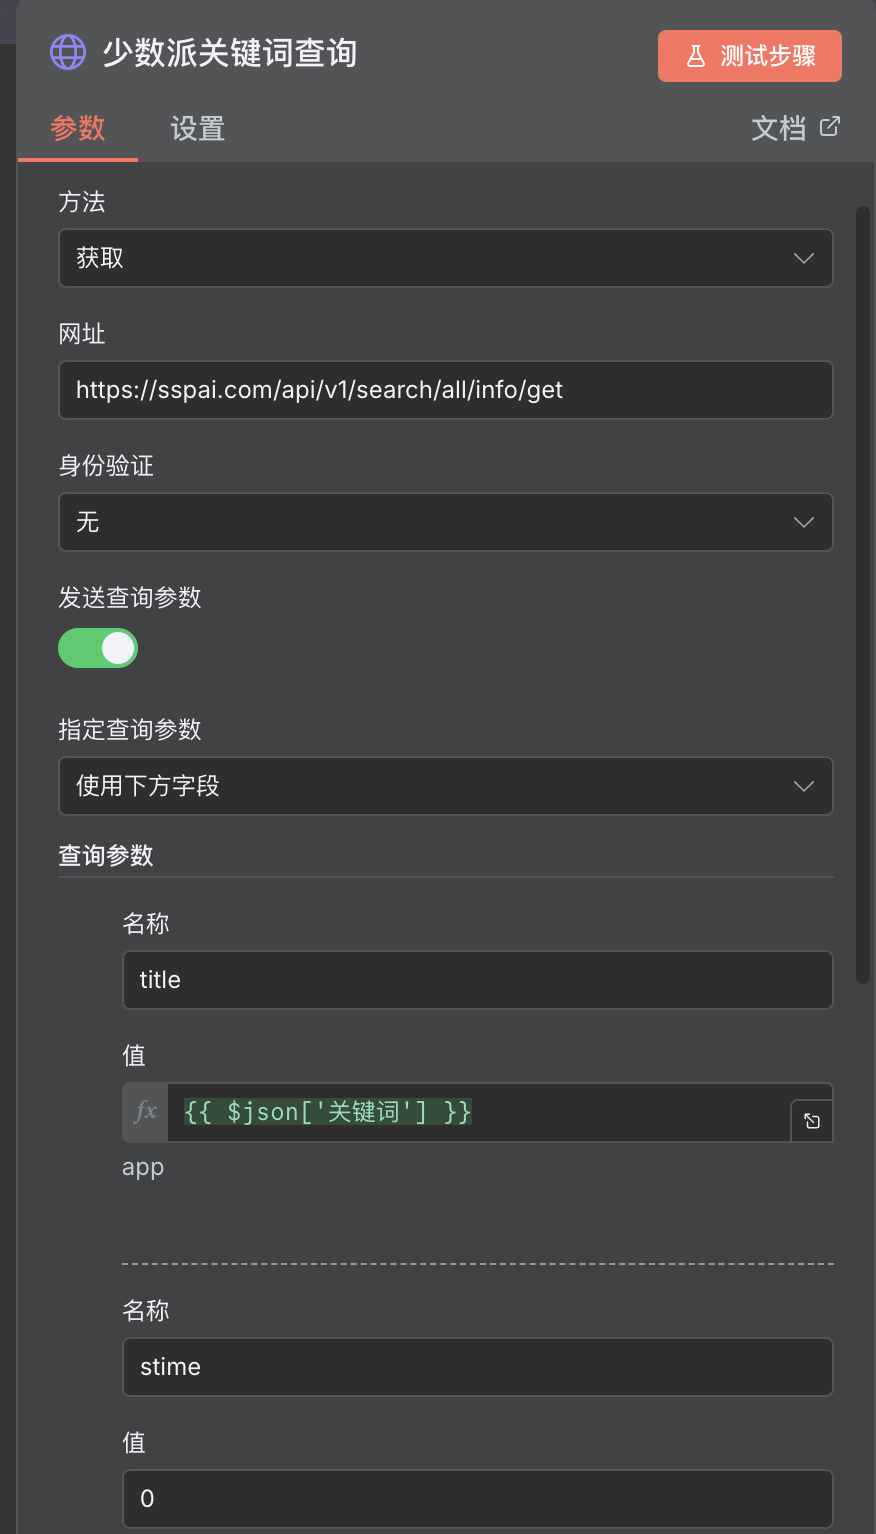 少数派关键词查询
测试步骤
参数
设置
文档
方法
获取
网址
https://sspai.com/api/v1/search/all/info/get
身份验证
无
发送查询参数
指定查询参数
使用下方字段
查询参数
名称
title
值
fx {{ $json['关键词'] }}
app
名称
stime
值
0